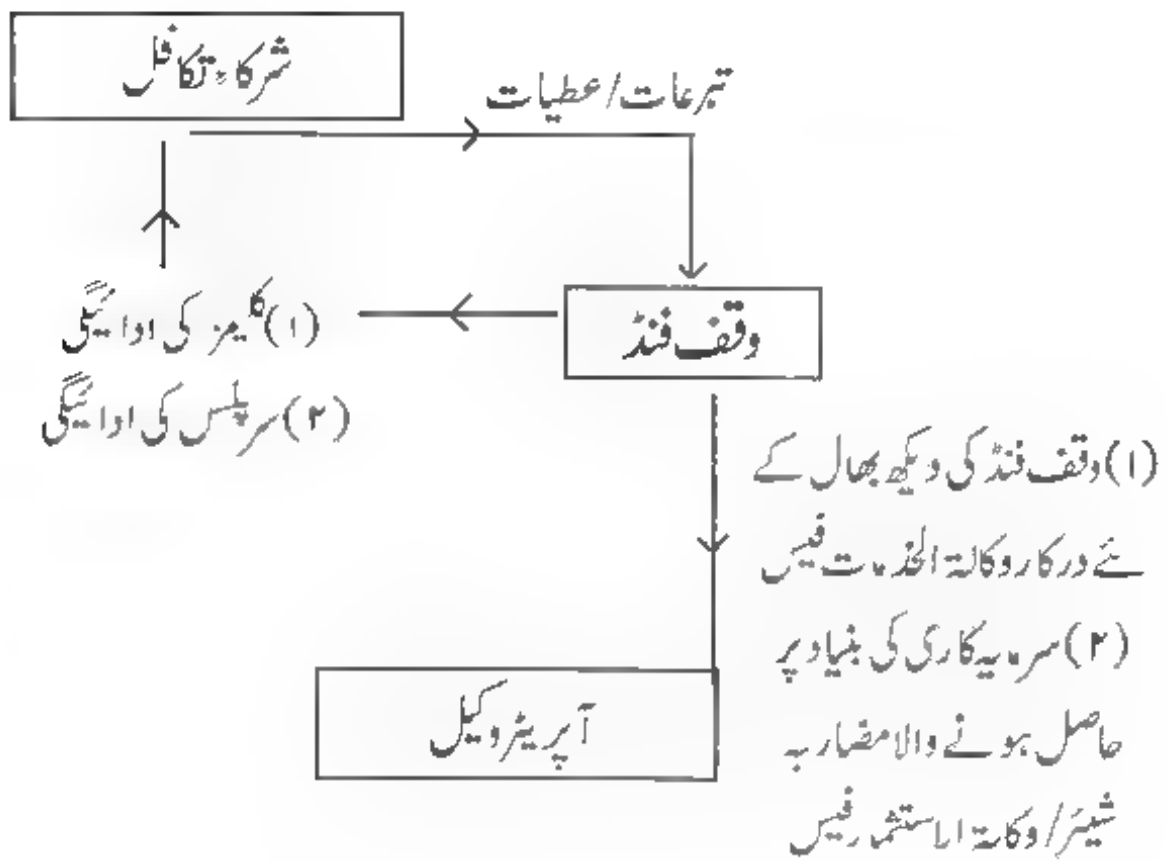 شرکاء تکافل
تبرعات/عطیات
وقف فنڈ
(۱) کلیمز کی ادائیگی
(۲) سرپلس کی ادائیگی
(۱) وقف فنڈ کی دیکھ بھال کے
لئے درکار وکالۃ الخدمات فیس
(۲) سرمایہ کاری کی بنیاد پر
حاصل ہونے والا مضاربہ
شیئر/وکالۃ الاستثمار فیس
آپریٹر وکیل